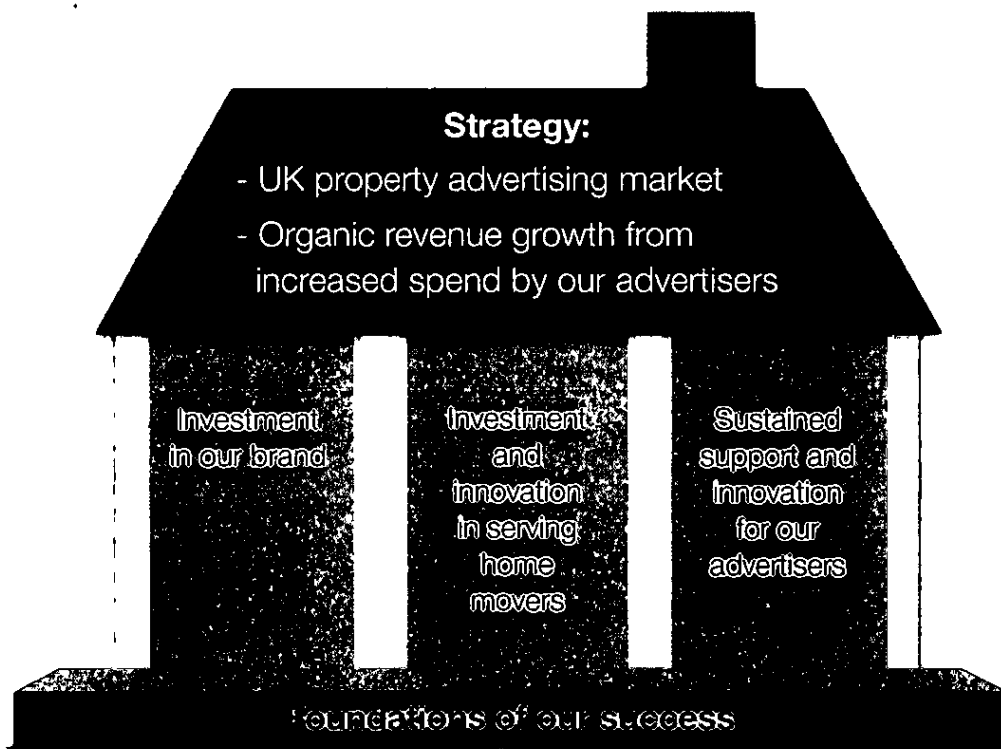 Strategy:
- UK property advertising market
- Organic revenue growth from
increased spend by our advertisers
Investment
in our brand
Investment
and
innovation
in serving
home
movers
Sustained
support and
innovation
for our
advertisers
Foundations of our success